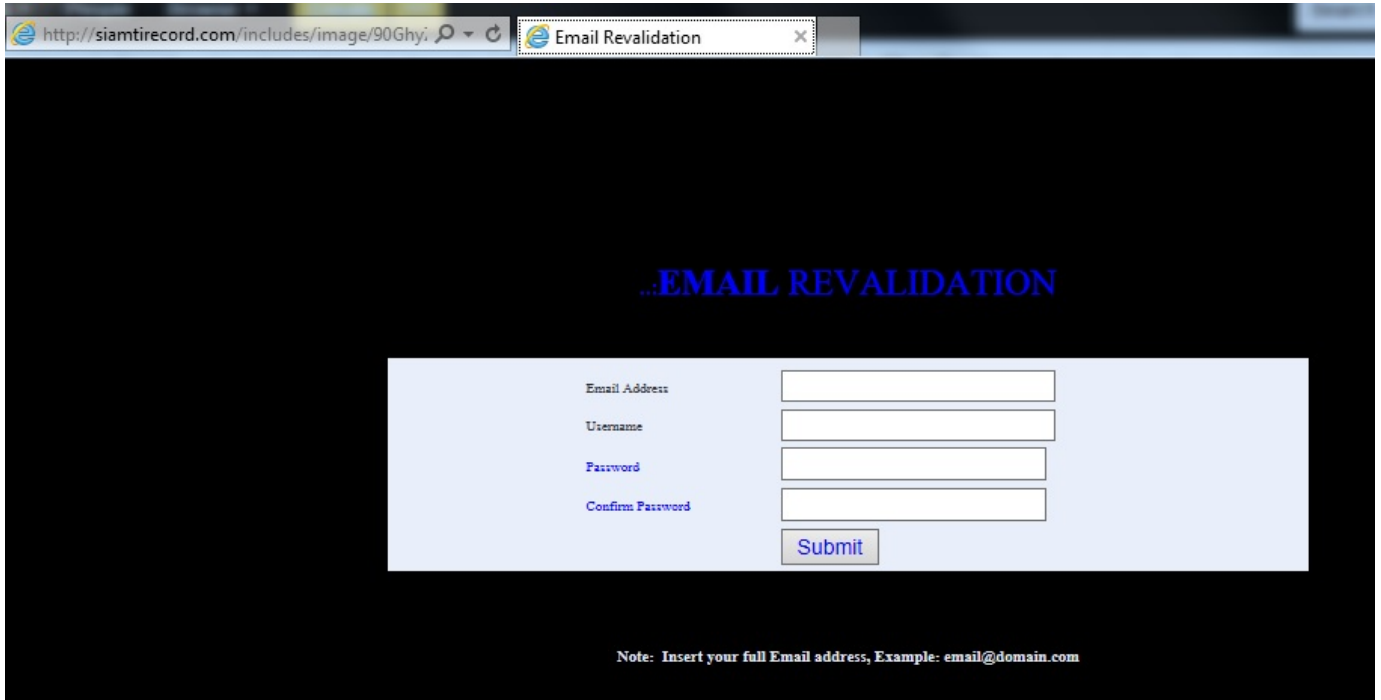 http://siamtirecord.com/includes/image/90Ghy
Email Revalidation
..:EMAIL REVALIDATION
Email Address
Username
Password
Confirm Password
Submit
Note: Insert your full Email address, Example: email@domain.com